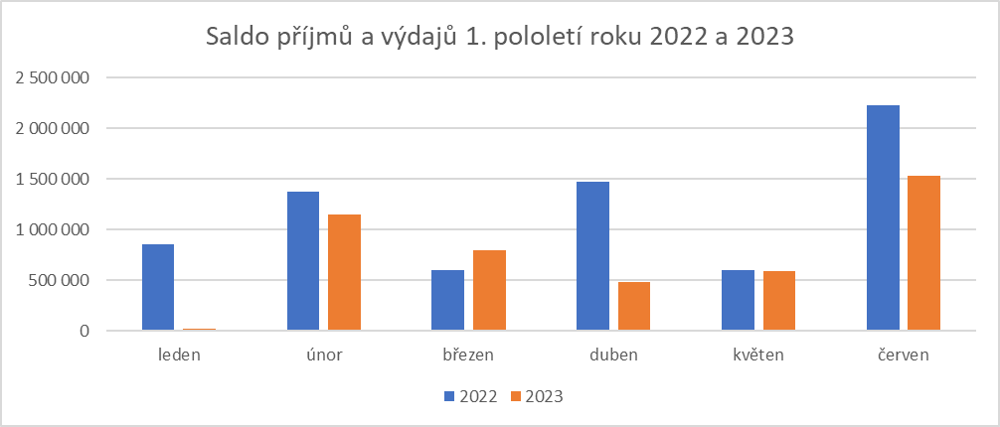 Saldo příjmů a výdajů 1. pololetí roku 2022 a 2023
2 500 000
2 000 000
1 500 000
1 000 000
500 000
0
leden únor březen duben květen červen
2022 2023